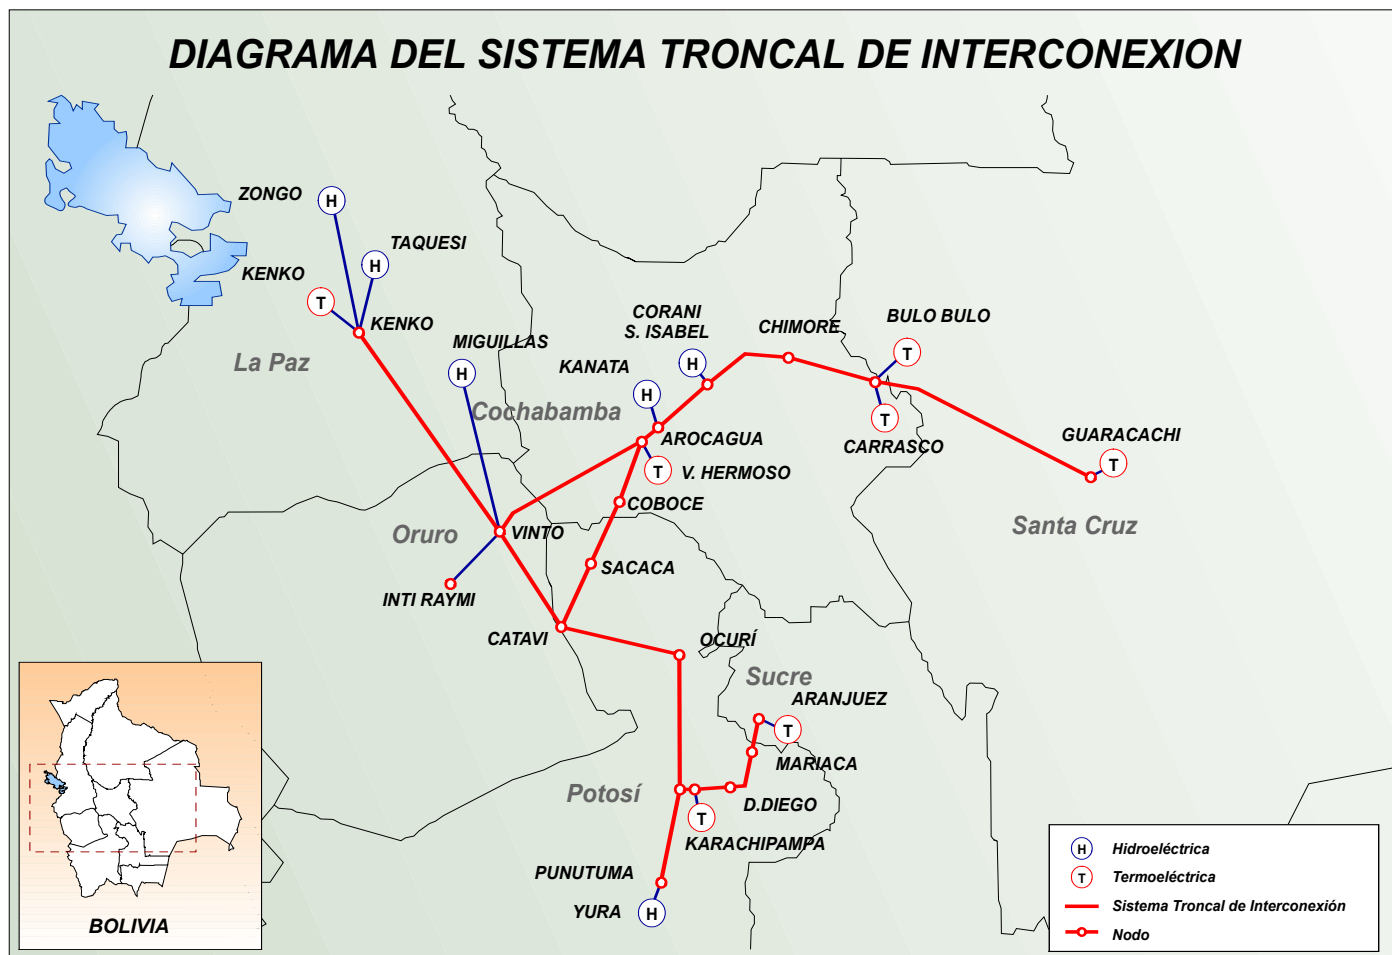 DIAGRAMA DEL SISTEMA TRONCAL DE INTERCONEXION
ZONGO
H
TAQUESI
H
KENKO
T
KENKO
La Paz
MIGUILLAS
H
CORANI
S. ISABEL
H
KANATA
H
Cochabamba
CHIMORE
BULO BULO
T
T
CARRASCO
AROCAGUA
T
V. HERMOSO
GUARACACHI
T
COBOCE
Santa Cruz
Oruro
VINTO
SACACA
INTI RAYMI
CATAVI
OCURÍ
Sucre
ARANJUEZ
T
MARIACA
Potosí
D.DIEGO
T
KARACHIPAMPA
PUNUTUMA
YURA
H
BOLIVIA
H Hidroeléctrica
T Termoeléctrica
Sistema Troncal de Interconexión
Nodo